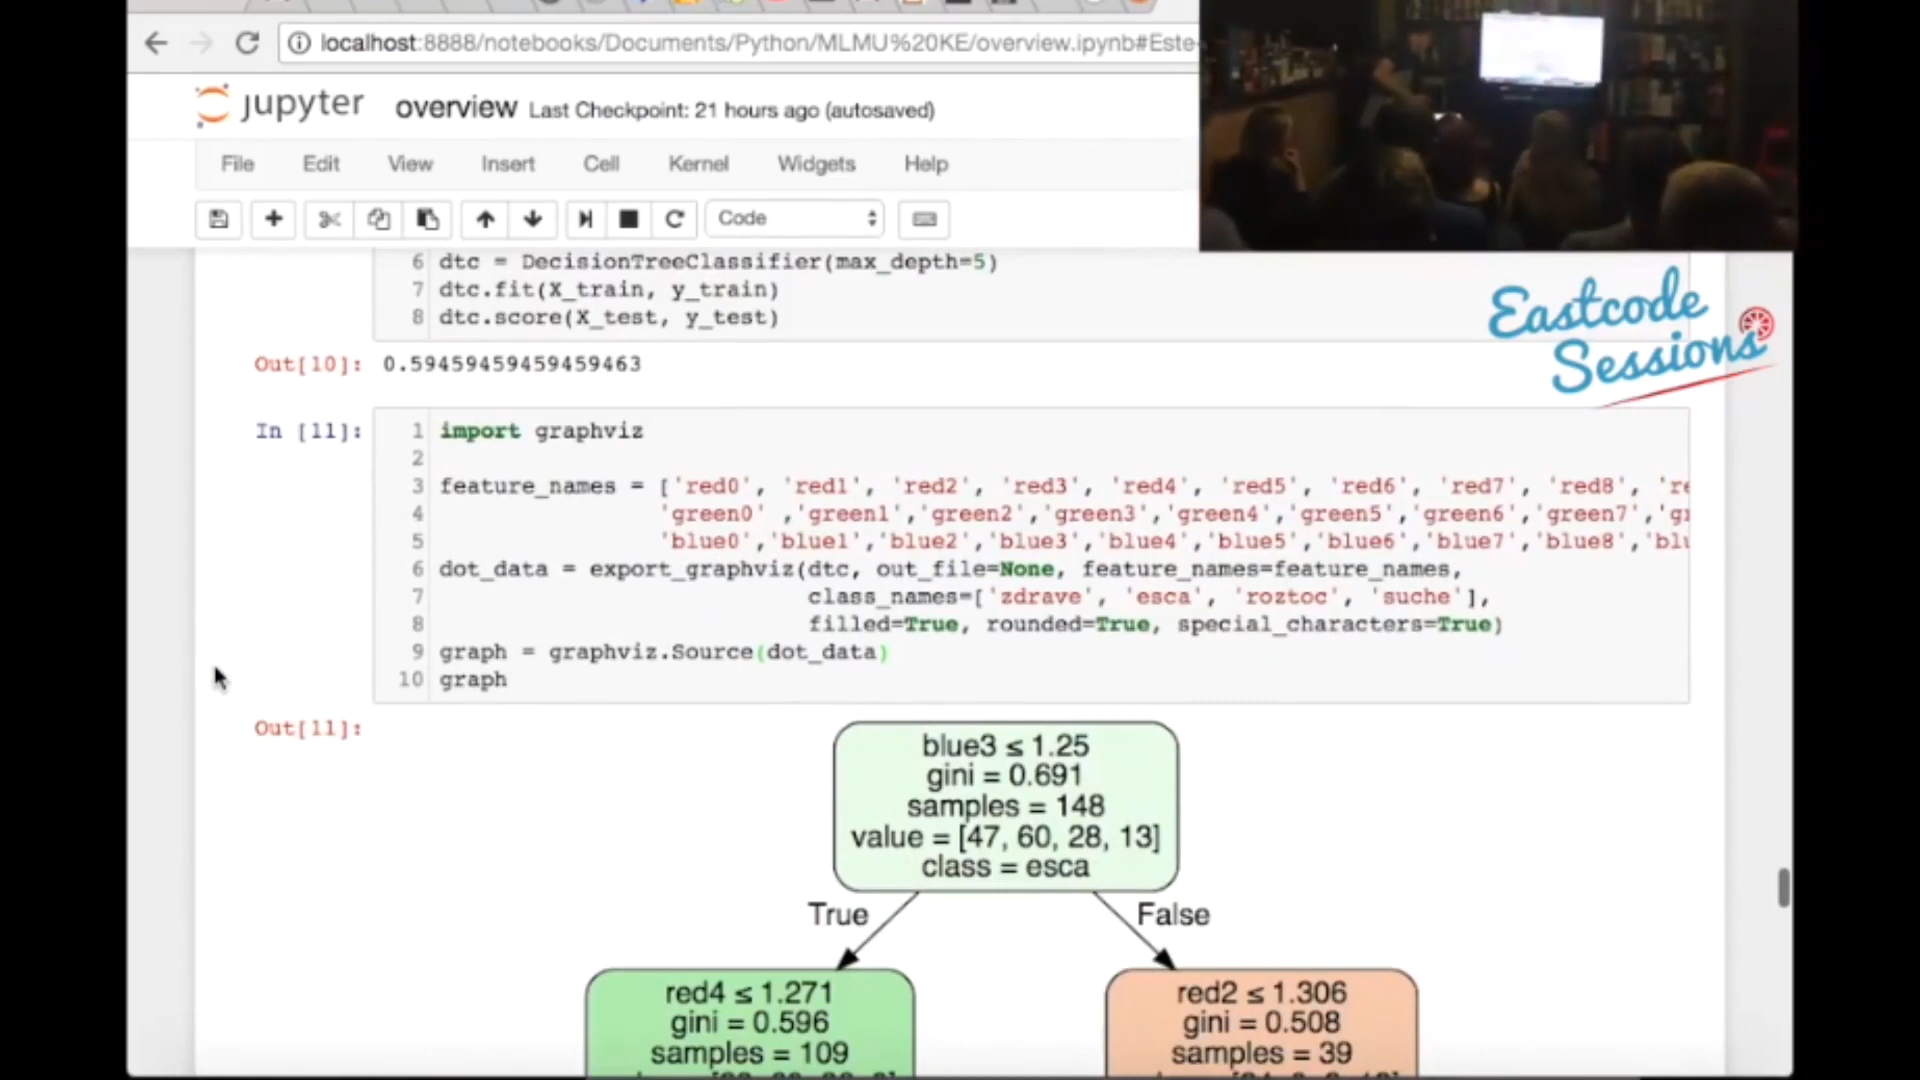 localhost:8888/notebooks/Documents/Python/MLMU%20KE/overview.ipynb#Este-
jupyter overview Last Checkpoint: 21 hours ago (autosaved)
File Edit View Insert Cell Kernel Widgets Help
Code
Eastcode
Sessions
6 dtc = DecisionTreeClassifier(max_depth=5)
7 dtc.fit(X_train, y_train)
8 dtc.score(X_test, y_test)
Out[10]: 0.59459459459459463
In [11]: 1 import graphviz
2
3 feature_names = ['red0', 'red1', 'red2', 'red3', 'red4', 'red5', 'red6', 'red7', 'red8', 're
4 'green0' ,'green1','green2','green3','green4','green5','green6','green7','gr
5 'blue0','blue1','blue2','blue3','blue4','blue5','blue6','blue7','blue8','blu
6 dot_data = export_graphviz(dtc, out_file=None, feature_names=feature_names,
7 class_names=['zdrave', 'esca', 'roztoc', 'suche'],
8 filled=True, rounded=True, special_characters=True)
9 graph = graphviz.Source(dot_data)
10 graph
Out[11]:
blue3 ≤ 1.25
gini = 0.691
samples = 148
value = [47, 60, 28, 13]
class = esca
True False
red4 ≤ 1.271
gini = 0.596
samples = 109
red2 ≤ 1.306
gini = 0.508
samples = 39